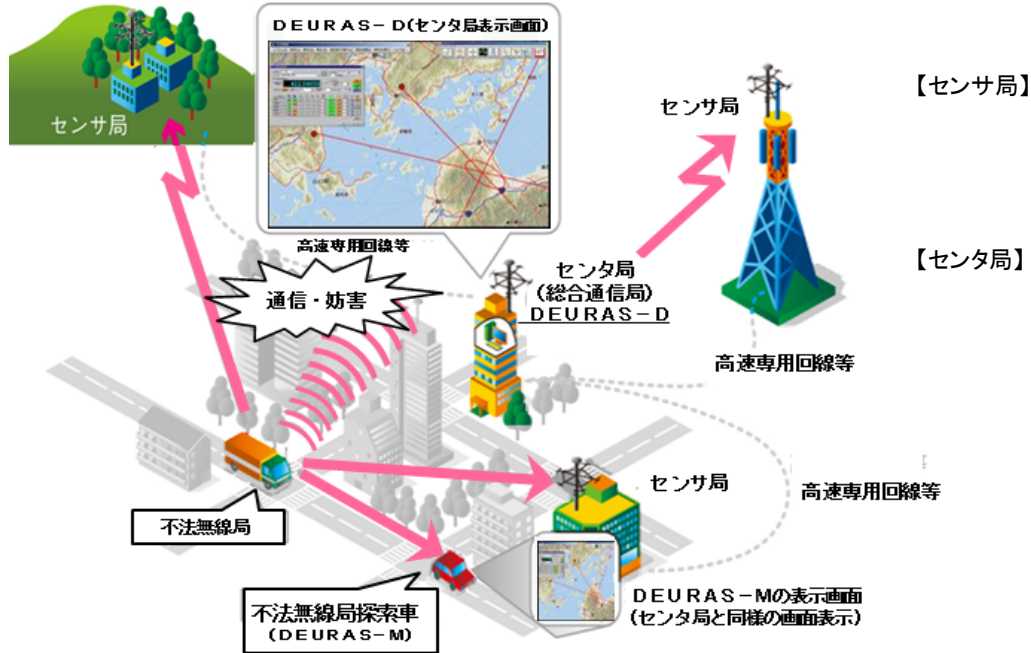 DEURAS-D(センタ局表示画面)
センサ局
センサ局
【センサ局】
高速専用回線等
通信・妨害
センタ局
(総合通信局)
DEURAS-D
【センタ局】
高速専用回線等
センサ局
高速専用回線等
不法無線局
不法無線局探索車
(DEURAS-M)
DEURAS-Mの表示画面
(センタ局と同様の画面表示)